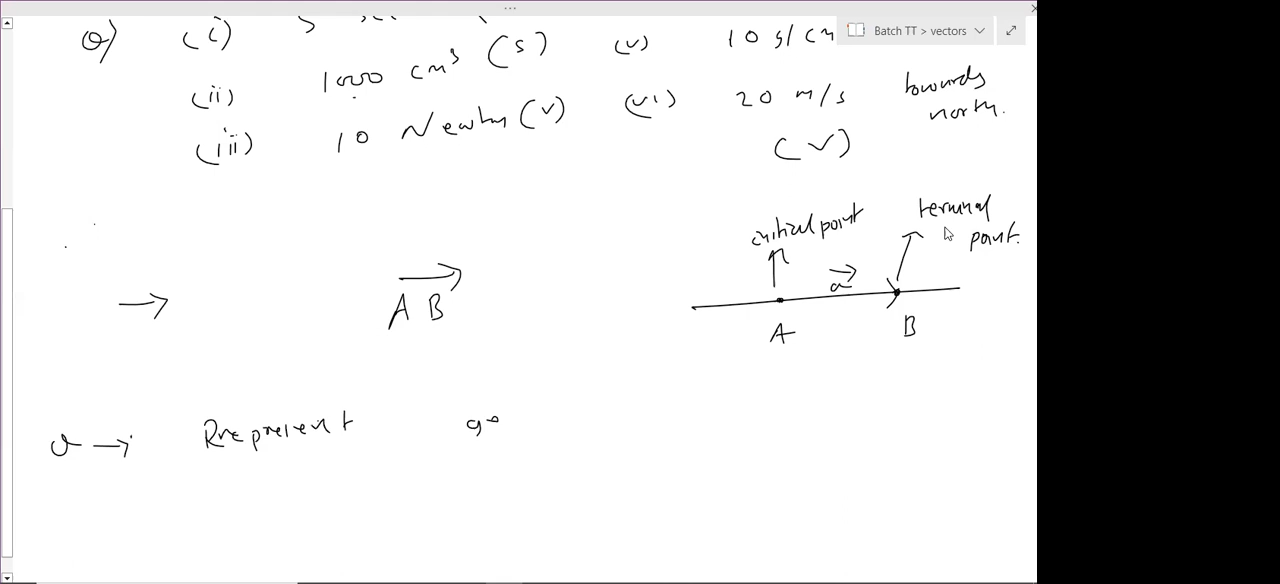 Batch TT > vectors
Q) (i)
(v) 10 g/cm
(ii) 1000 cm³ (s)
(iii) 10 Newton (v)
(vi) 20 m/s towards north.
(v)
initial point
terminal point.
AB
a
A B
Q → Rrepresent